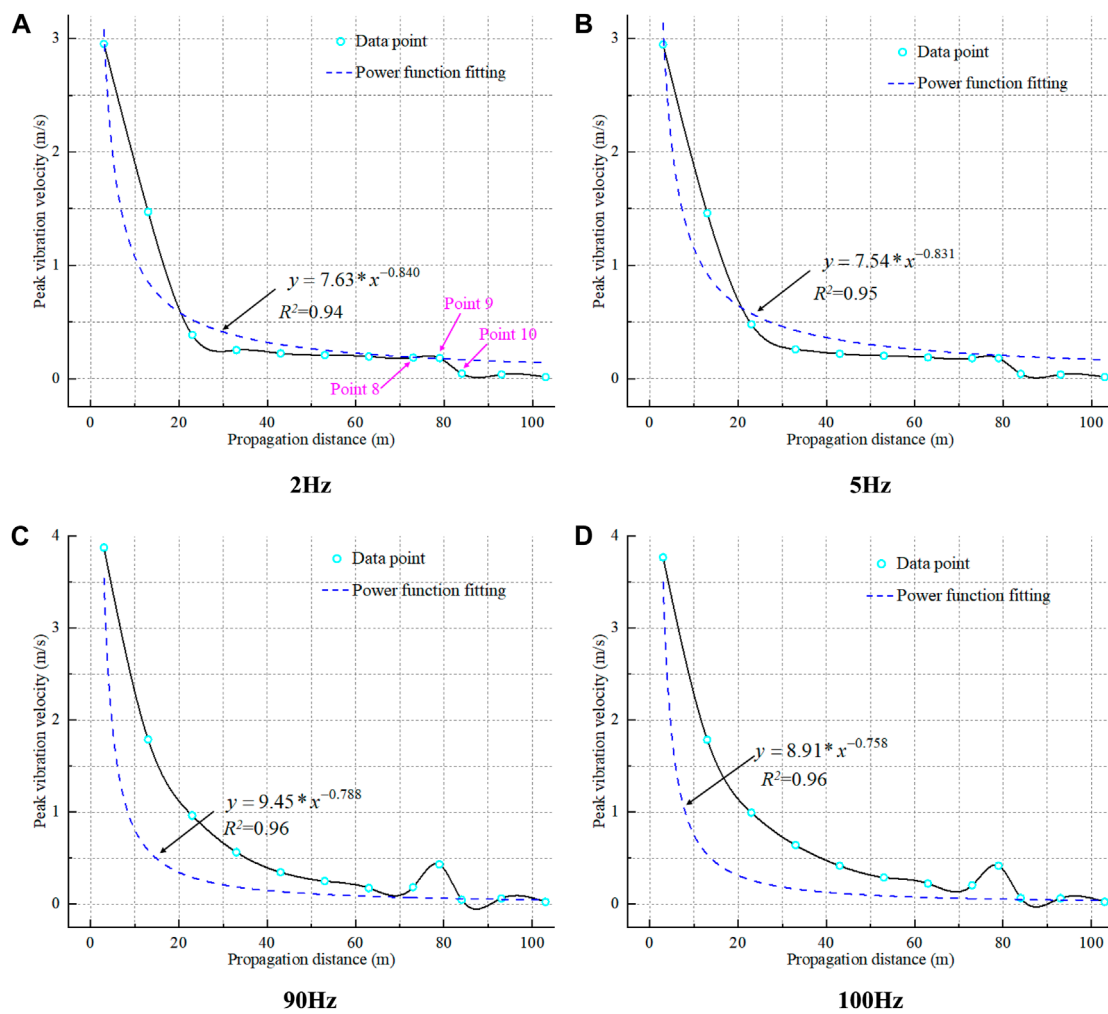 A
Peak vibration velocity (m/s)
3
2
1
0
Data point
Power function fitting
y = 7.63* x^−0.840
R²=0.94
Point 9
Point 10
Point 8
0 20 40 60 80 100
Propagation distance (m)
2Hz
B
Peak vibration velocity (m/s)
3
2
1
0
Data point
Power function fitting
y = 7.54* x^−0.831
R²=0.95
0 20 40 60 80 100
Propagation distance (m)
5Hz
C
Peak vibration velocity (m/s)
4
3
2
1
0
Data point
Power function fitting
y = 9.45* x^−0.788
R²=0.96
0 20 40 60 80 100
Propagation distance (m)
90Hz
D
Peak vibration velocity (m/s)
4
3
2
1
0
Data point
Power function fitting
y = 8.91* x^−0.758
R²=0.96
0 20 40 60 80 100
Propagation distance (m)
100Hz